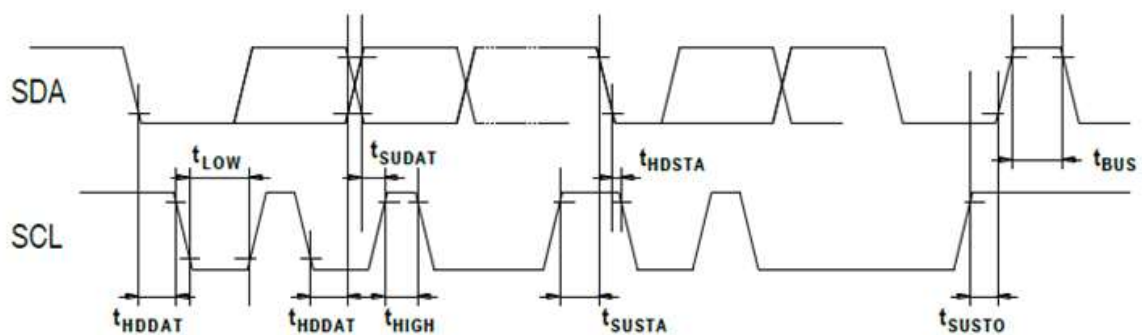 SDA
tLOW
tSUDAT
tHDSTA
tBUS
SCL
tHDDAT
tHDDAT
tHIGH
tSUSTA
tSUSTO